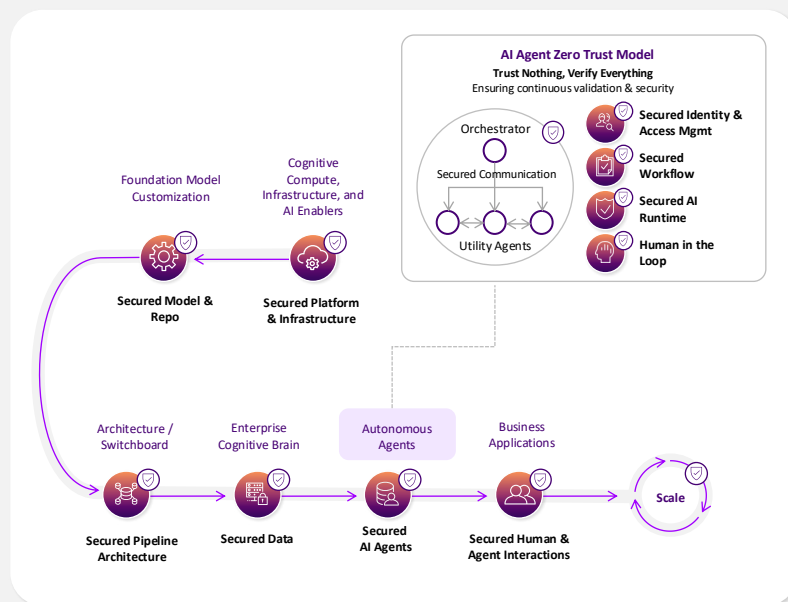 AI Agent Zero Trust Model
Trust Nothing, Verify Everything
Ensuring continuous validation & security
Orchestrator
Secured Communication
Utility Agents
Secured Identity &
Access Mgmt
Secured
Workflow
Secured AI
Runtime
Human in the
Loop
Foundation Model
Customization
Cognitive
Compute,
Infrastructure, and
AI Enablers
Secured Model &
Repo
Secured Platform
& Infrastructure
Architecture /
Switchboard
Enterprise
Cognitive Brain
Autonomous
Agents
Business
Applications
Secured Pipeline
Architecture
Secured Data
Secured
AI Agents
Secured Human &
Agent Interactions
Scale